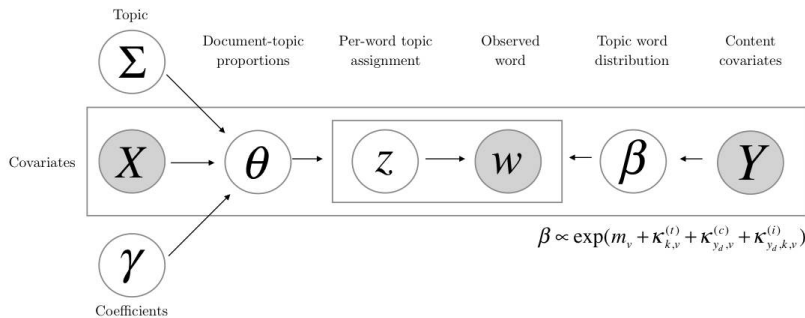 Topic
Σ
Document-topic
proportions
Per-word topic
assignment
Observed
word
Topic word
distribution
Content
covariates
Covariates
X
θ
z
w
β
Y
γ
Coefficients
β ∝ exp(m_v + κ_{k,v}^{(t)} + κ_{y_d,v}^{(c)} + κ_{y_d,k,v}^{(i)})